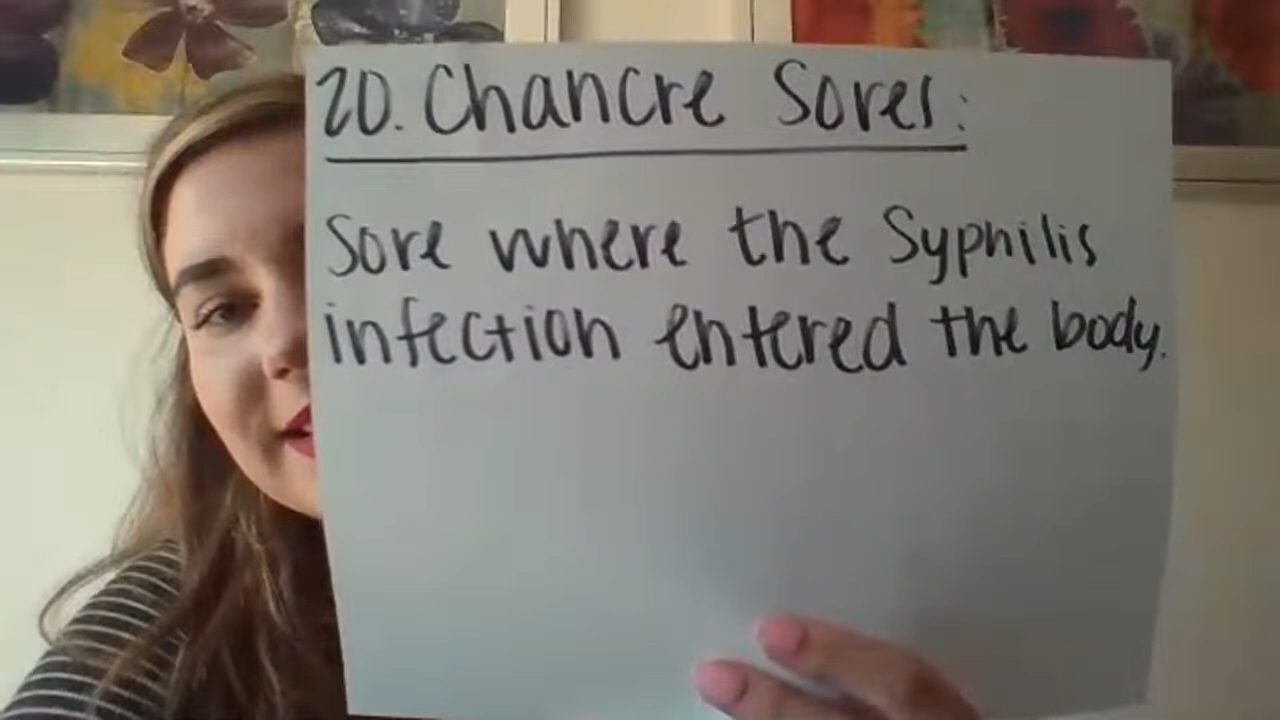 20. Chancre Sores:
Sore where the Syphilis
infection entered the body.